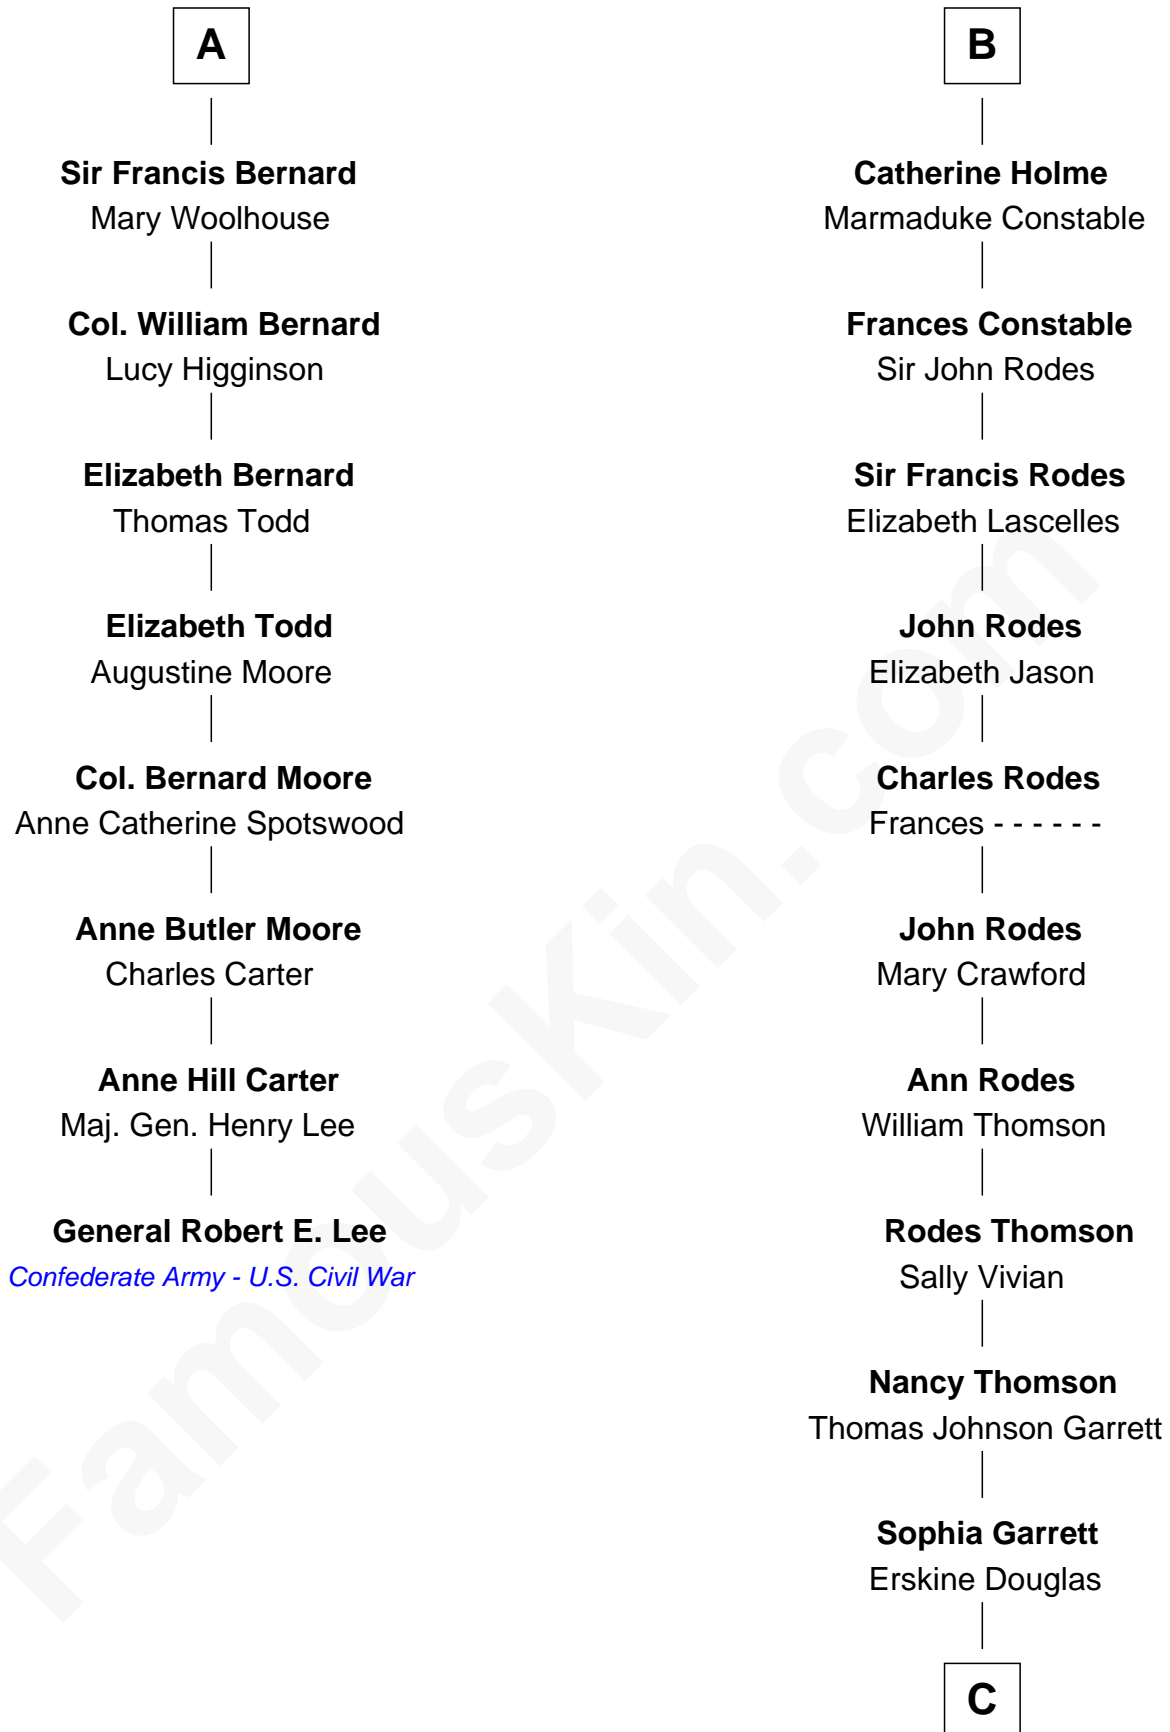 A
Sir Francis Bernard
Mary Woolhouse
Col. William Bernard
Lucy Higginson
Elizabeth Bernard
Thomas Todd
Elizabeth Todd
Augustine Moore
Col. Bernard Moore
Anne Catherine Spotswood
Anne Butler Moore
Charles Carter
Anne Hill Carter
Maj. Gen. Henry Lee
General Robert E. Lee
Confederate Army - U.S. Civil War
B
Catherine Holme
Marmaduke Constable
Frances Constable
Sir John Rodes
Sir Francis Rodes
Elizabeth Lascelles
John Rodes
Elizabeth Jason
Charles Rodes
Frances - - - - - -
John Rodes
Mary Crawford
Ann Rodes
William Thomson
Rodes Thomson
Sally Vivian
Nancy Thomson
Thomas Johnson Garrett
Sophia Garrett
Erskine Douglas
C
FamousKin.com